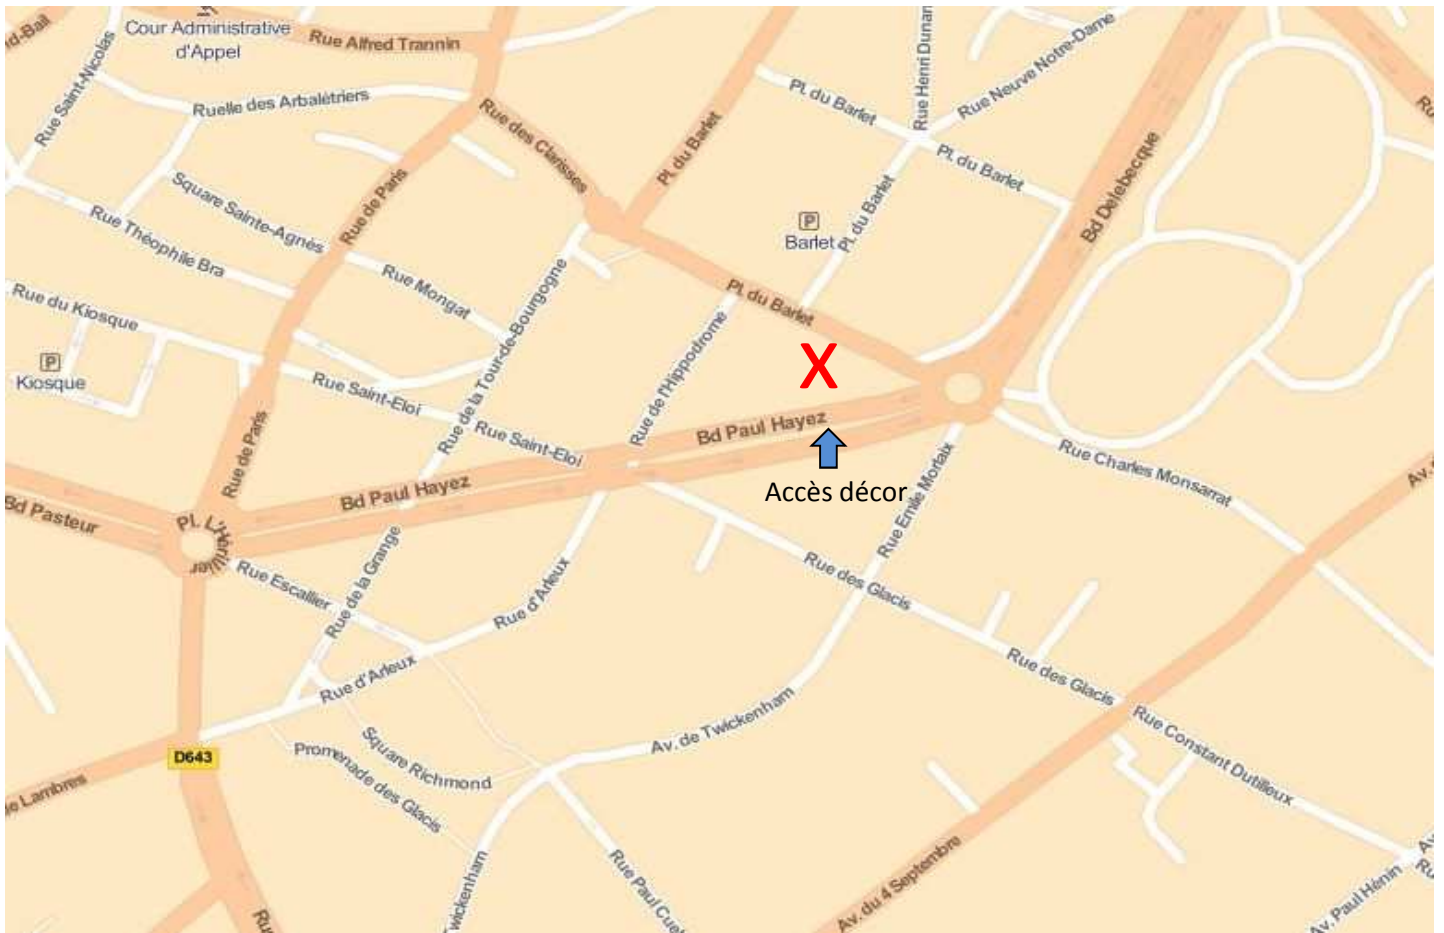 Cour Administrative
d'Appel
Rue Alfred Trannin
Rue Saint-Nicolas
Ruelle des Arbalétriers
Rue des Clarisses
Pl. du Barlet
Pl. du Barlet
Rue Henri Dunan
Rue Neuve Notre-Dame
Pl. du Barlet
Bd Delebecque
Rue de Paris
Square Sainte-Agnès
Rue Théophile Bra
P
Barlet
Pl. du Barlet
Rue Mongat
Rue du Kiosque
Rue de la Tour-de-Bourgogne
Pl. du Barlet
P
Kiosque
X
Rue Saint-Eloi
Rue de l'Hippodrome
Rue de Paris
Rue Saint-Eloi
Bd Paul Hayez
Rue Charles Monsarrat
Av.
Bd Paul Hayez
Accès décor
Bd Pasteur
Pl. L'Hérillier
Rue Emile Morlaix
Rue Escallier
Rue de la Grange
Rue d'Arleux
Rue des Glacis
Rue d'Arleux
Rue des Glacis
Av. de Twickenham
Rue Constant Dutilleux
D643
Promenade des Glacis
Square Richmond
e Lambres
Twickenham
Rue Paul Cue
Av. du 4 Septembre
Av. Paul Hénin